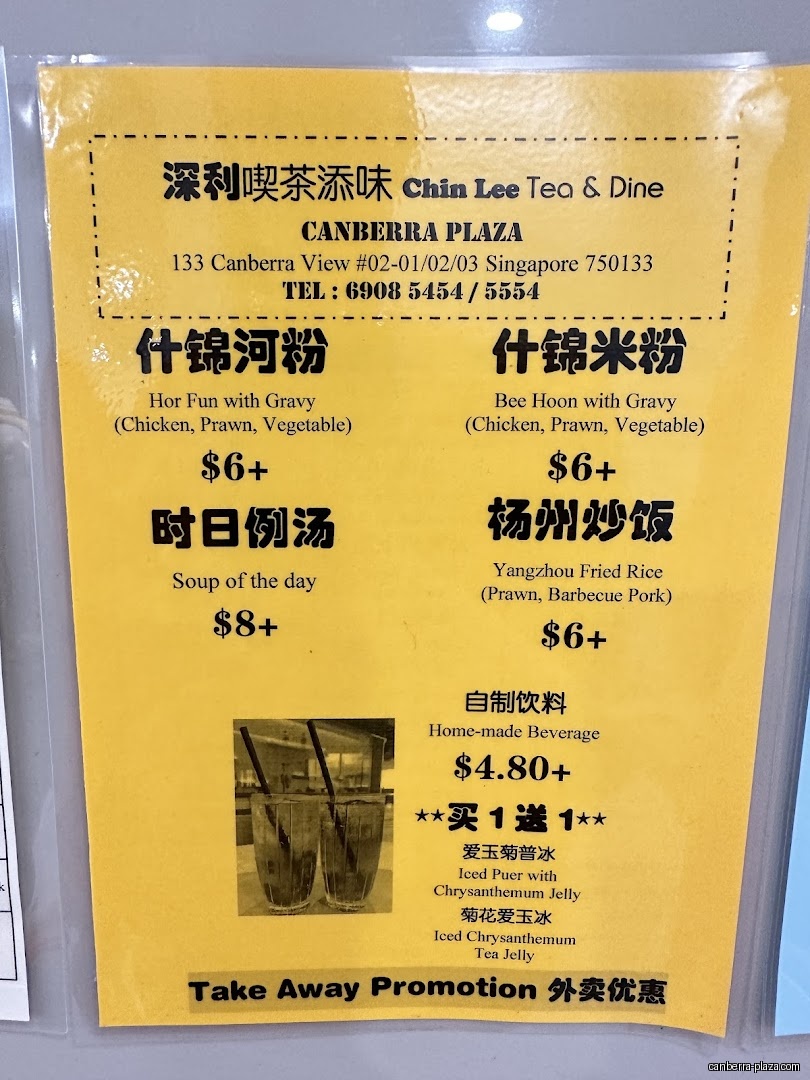 深利喫茶添味 Chin Lee Tea & Dine
CANBERRA PLAZA
133 Canberra View #02-01/02/03 Singapore 750133
TEL : 6908 5454 / 5554
什锦河粉
Hor Fun with Gravy
(Chicken, Prawn, Vegetable)
$6+
什锦米粉
Bee Hoon with Gravy
(Chicken, Prawn, Vegetable)
$6+
时日例汤
Soup of the day
$8+
杨州炒饭
Yangzhou Fried Rice
(Prawn, Barbecue Pork)
$6+
自制饮料
Home-made Beverage
$4.80+
**买 1 送 1**
爱玉菊普冰
Iced Puer with
Chrysanthemum Jelly
菊花爱玉冰
Iced Chrysanthemum
Tea Jelly
Take Away Promotion 外卖优惠
k
canberra-plaza.com